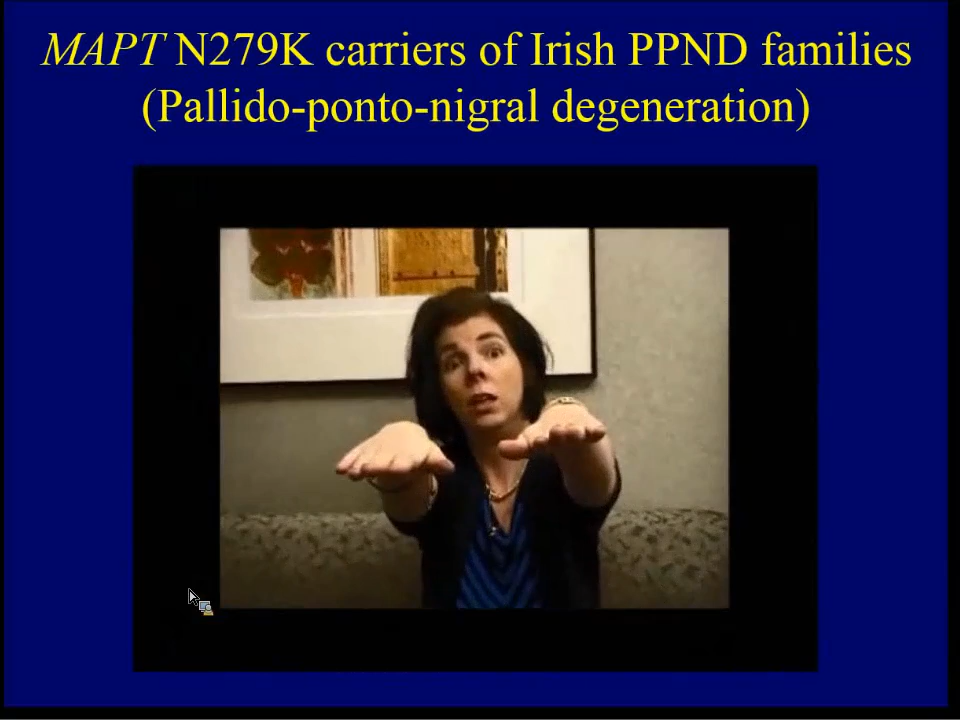 MAPT N279K carriers of Irish PPND families
(Pallido-ponto-nigral degeneration)